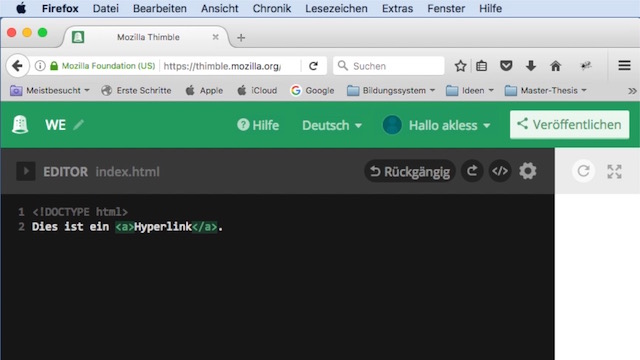 Firefox Datei Bearbeiten Ansicht Chronik Lesezeichen Extras Fenster Hilfe
Mozilla Thimble
Mozilla Foundation (US) https://thimble.mozilla.org/ Suchen
Meistbesucht Erste Schritte Apple iCloud Google Bildungssystem Ideen Master-Thesis
WE Hilfe Deutsch Hallo akless Veröffentlichen
EDITOR index.html Rückgängig </>
1 <!DOCTYPE html>
2 Dies ist ein <a>Hyperlink</a>.